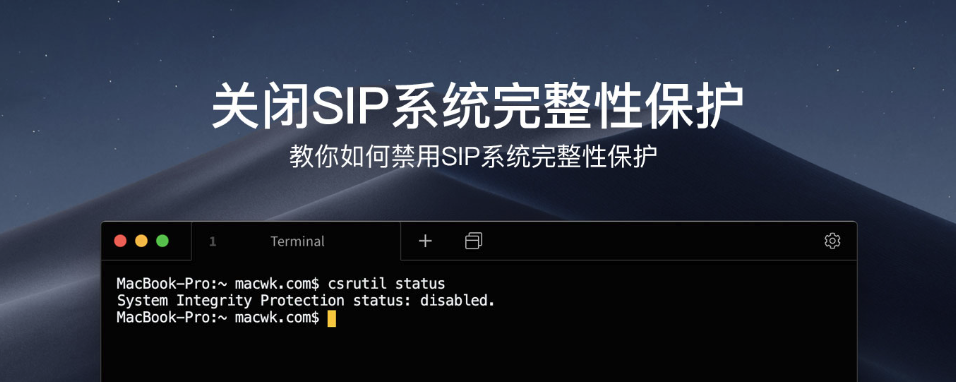 关闭SIP系统完整性保护
教你如何禁用SIP系统完整性保护
1 Terminal
MacBook-Pro:~ macwk.com$ csrutil status
System Integrity Protection status: disabled.
MacBook-Pro:~ macwk.com$